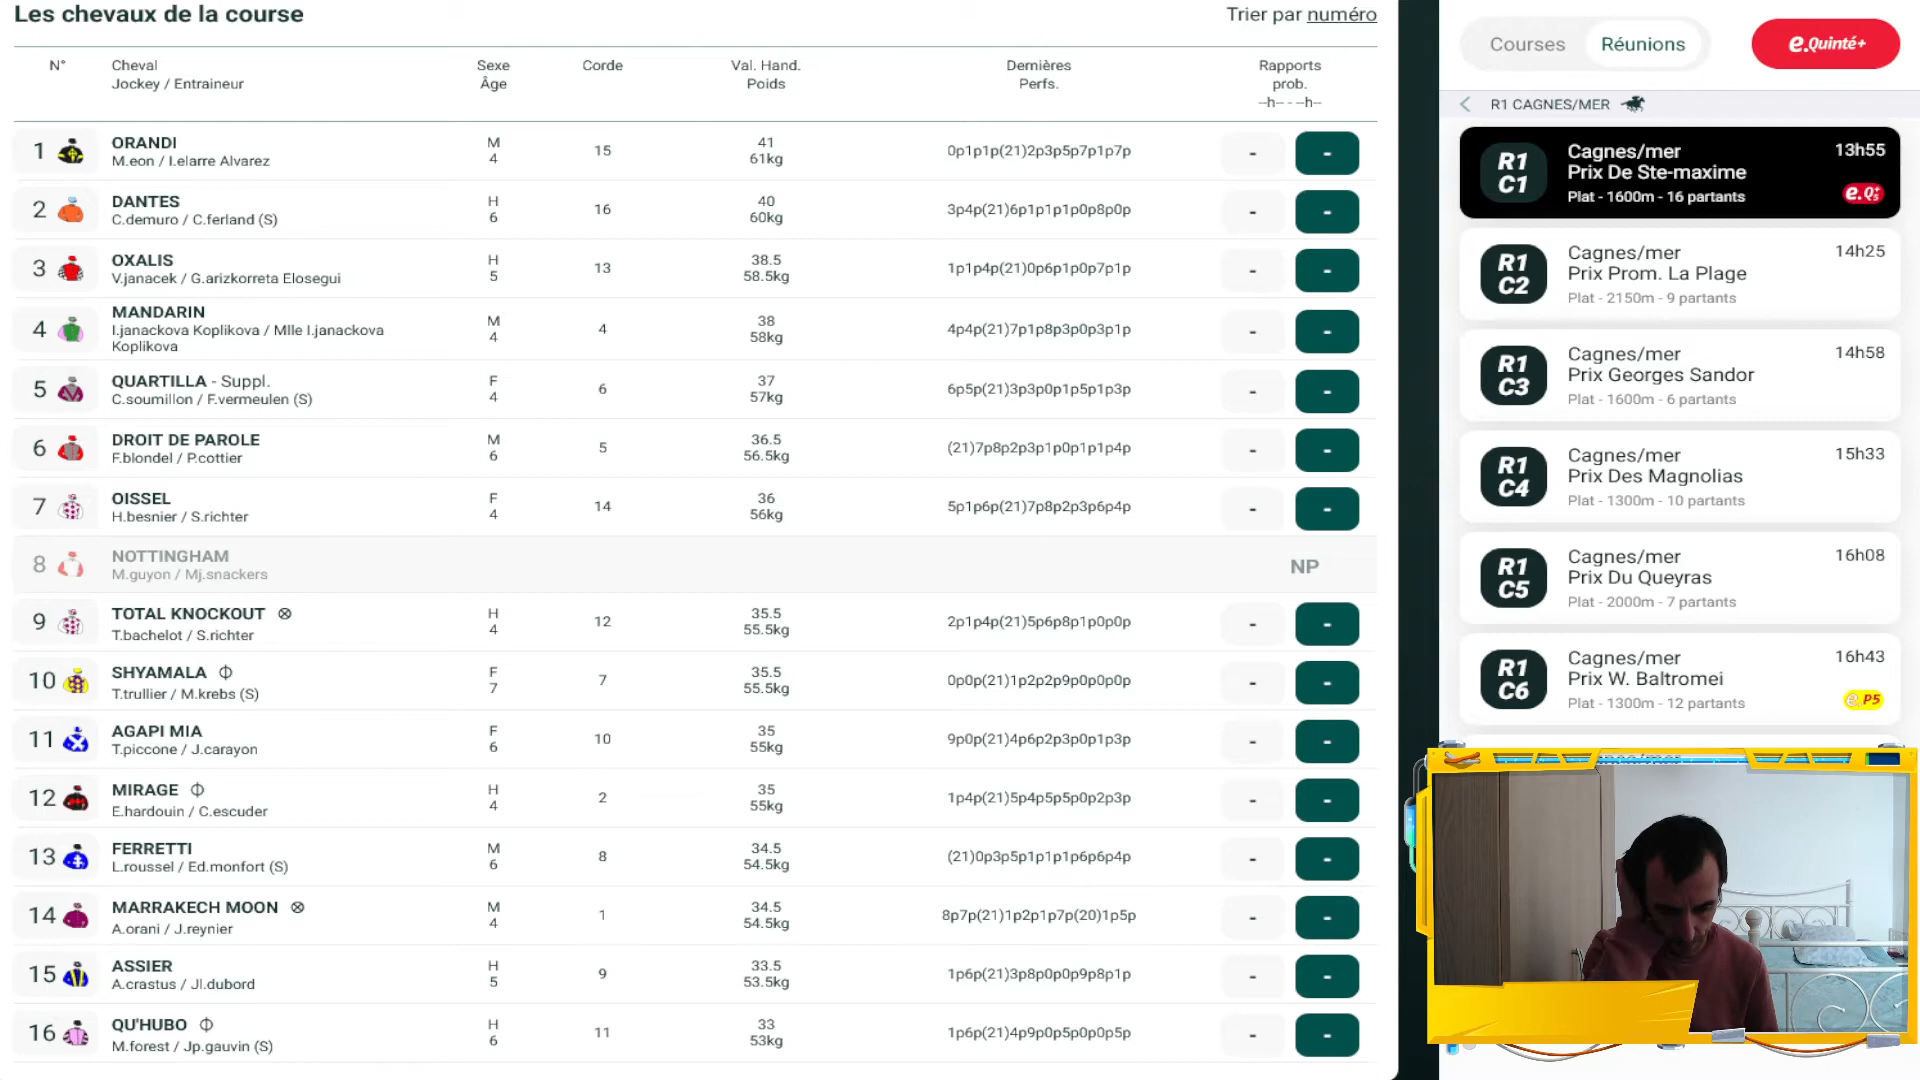 Les chevaux de la course
Trier par numéro
N°
Cheval
Jockey / Entraineur
Sexe
Âge
Corde
Val. Hand.
Poids
Dernières
Perfs.
Rapports
prob.
--h-- - --h--
1
ORANDI
M.eon / I.elarre Alvarez
M
4
15
41
61kg
0p1p1p(21)2p3p5p7p1p7p
-
-
2
DANTES
C.demuro / C.ferland (S)
H
6
16
40
60kg
3p4p(21)6p1p1p1p0p8p0p
-
-
3
OXALIS
V.janacek / G.arizkorreta Elosegui
H
5
13
38.5
58.5kg
1p1p4p(21)0p6p1p0p7p1p
-
-
4
MANDARIN
I.janackova Koplikova / Mlle I.janackova
Koplikova
M
4
4
38
58kg
4p4p(21)7p1p8p3p0p3p1p
-
-
5
QUARTILLA - Suppl.
C.soumillon / F.vermeulen (S)
F
4
6
37
57kg
6p5p(21)3p3p0p1p5p1p3p
-
-
6
DROIT DE PAROLE
F.blondel / P.cottier
M
6
5
36.5
56.5kg
(21)7p8p2p3p1p0p1p1p4p
-
-
7
OISSEL
H.besnier / S.richter
F
4
14
36
56kg
5p1p6p(21)7p8p2p3p6p4p
-
-
8
NOTTINGHAM
M.guyon / Mj.snackers
NP
9
TOTAL KNOCKOUT
T.bachelot / S.richter
H
4
12
35.5
55.5kg
2p1p4p(21)5p6p8p1p0p0p
-
-
10
SHYAMALA
T.trullier / M.krebs (S)
F
7
7
35.5
55.5kg
0p0p(21)1p2p2p9p0p0p0p
-
-
11
AGAPI MIA
T.piccone / J.carayon
F
6
10
35
55kg
9p0p(21)4p6p2p3p0p1p3p
-
-
12
MIRAGE
E.hardouin / C.escuder
H
4
2
35
55kg
1p4p(21)5p4p5p5p0p2p3p
-
-
13
FERRETTI
L.roussel / Ed.monfort (S)
M
6
8
34.5
54.5kg
(21)0p3p5p1p1p1p6p6p4p
-
-
14
MARRAKECH MOON
A.orani / J.reynier
M
4
1
34.5
54.5kg
8p7p(21)1p2p1p7p(20)1p5p
-
-
15
ASSIER
A.crastus / Jl.dubord
H
5
9
33.5
53.5kg
1p6p(21)3p8p0p0p9p8p1p
-
-
16
QU'HUBO
M.forest / Jp.gauvin (S)
H
6
11
33
53kg
1p6p(21)4p9p0p5p0p0p5p
-
-
Courses
Réunions
e.Quinté+
R1 CAGNES/MER
R1
C1
Cagnes/mer
Prix De Ste-maxime
Plat - 1600m - 16 partants
13h55
R1
C2
Cagnes/mer
Prix Prom. La Plage
Plat - 2150m - 9 partants
14h25
R1
C3
Cagnes/mer
Prix Georges Sandor
Plat - 1600m - 6 partants
14h58
R1
C4
Cagnes/mer
Prix Des Magnolias
Plat - 1300m - 10 partants
15h33
R1
C5
Cagnes/mer
Prix Du Queyras
Plat - 2000m - 7 partants
16h08
R1
C6
Cagnes/mer
Prix W. Baltromei
Plat - 1300m - 12 partants
16h43
e P5